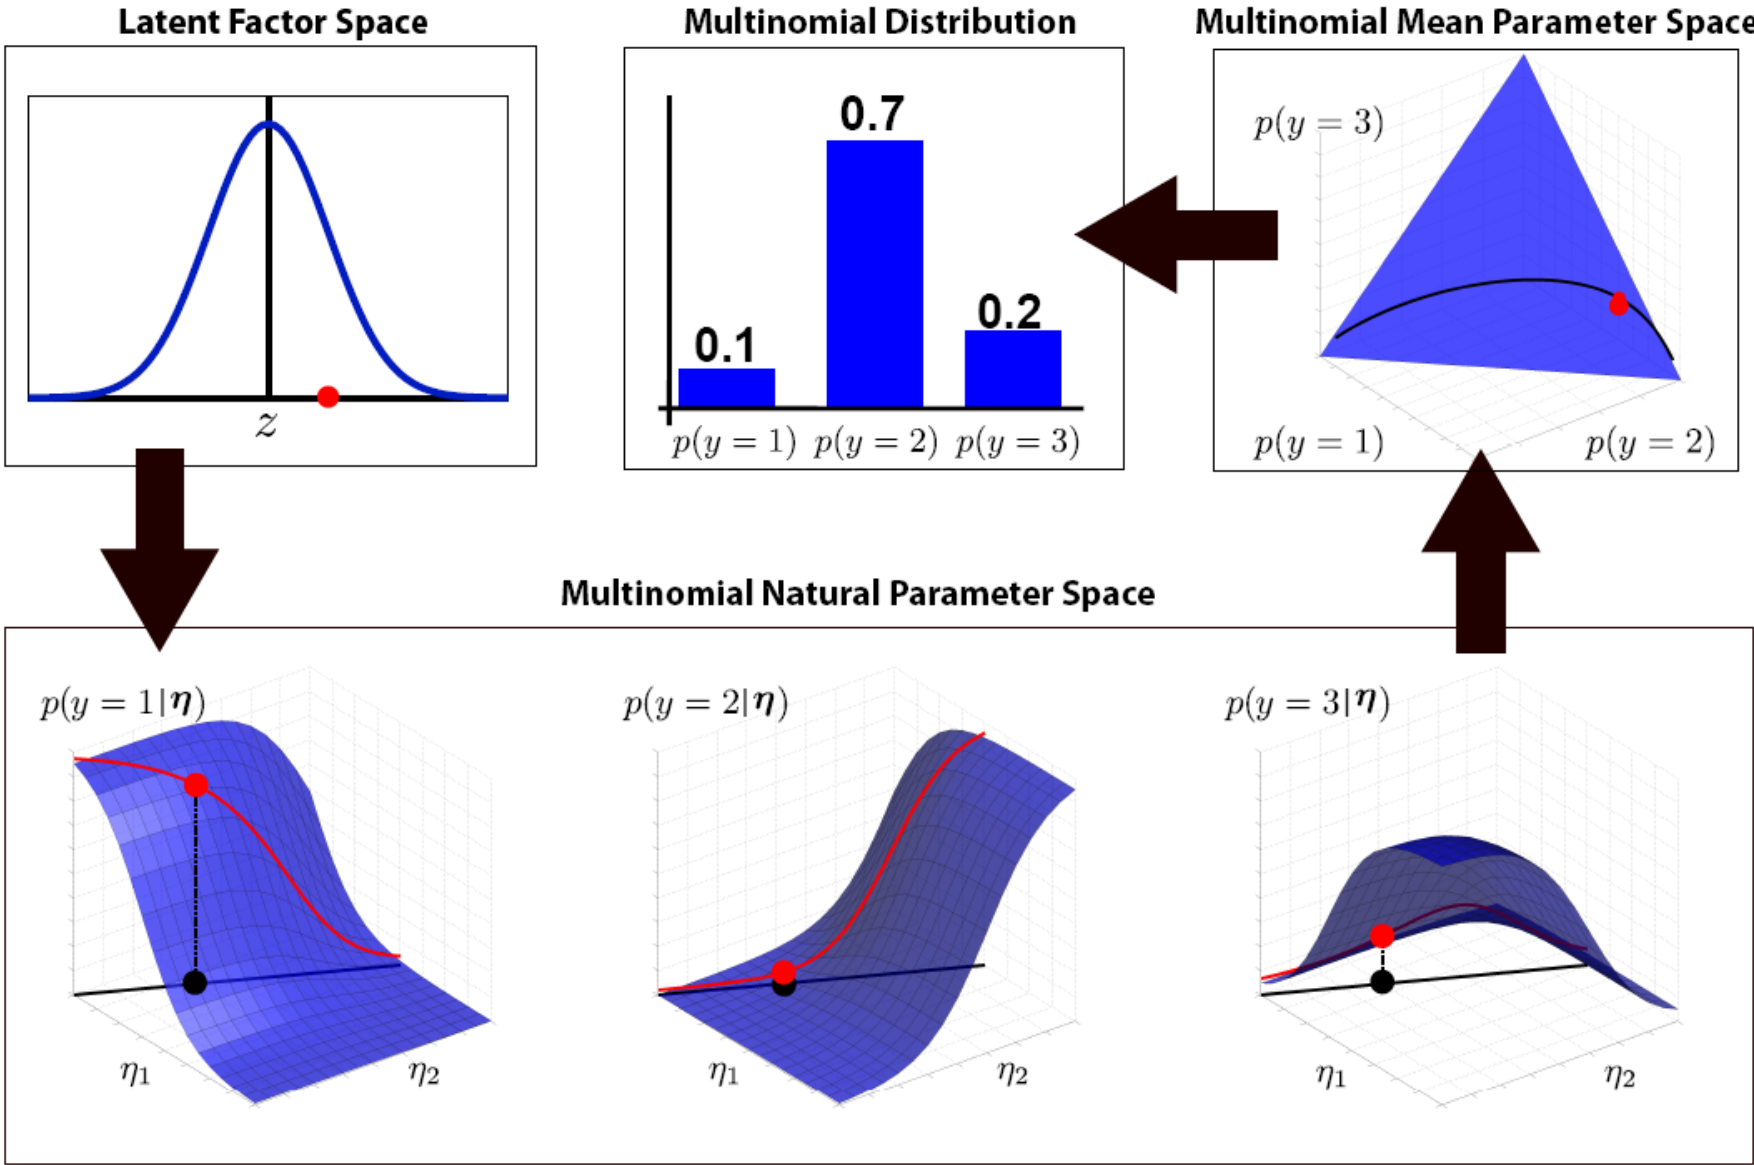 Latent Factor Space
z
Multinomial Distribution
0.1
0.7
0.2
p(y = 1) p(y = 2) p(y = 3)
Multinomial Mean Parameter Space
p(y = 3)
p(y = 1)
p(y = 2)
Multinomial Natural Parameter Space
p(y = 1|η)
η₁
η₂
p(y = 2|η)
η₁
η₂
p(y = 3|η)
η₁
η₂